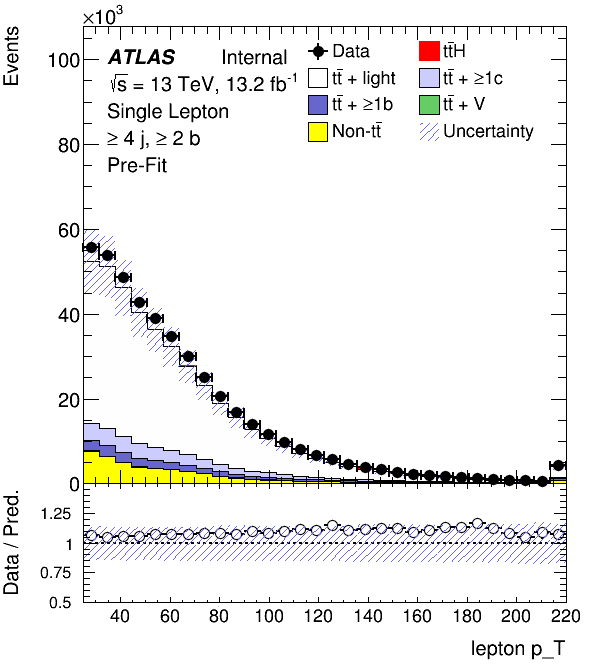 ×10³
Events
100
80
60
40
20
0
ATLAS Internal
√s = 13 TeV, 13.2 fb⁻¹
Single Lepton
≥ 4 j, ≥ 2 b
Pre-Fit
Data
tt̄H
tt̄ + light
tt̄ + ≥1c
tt̄ + ≥1b
tt̄ + V
Non-tt̄
Uncertainty
Data / Pred.
1.25
1
0.75
0.5
40 60 80 100 120 140 160 180 200 220
lepton p_T